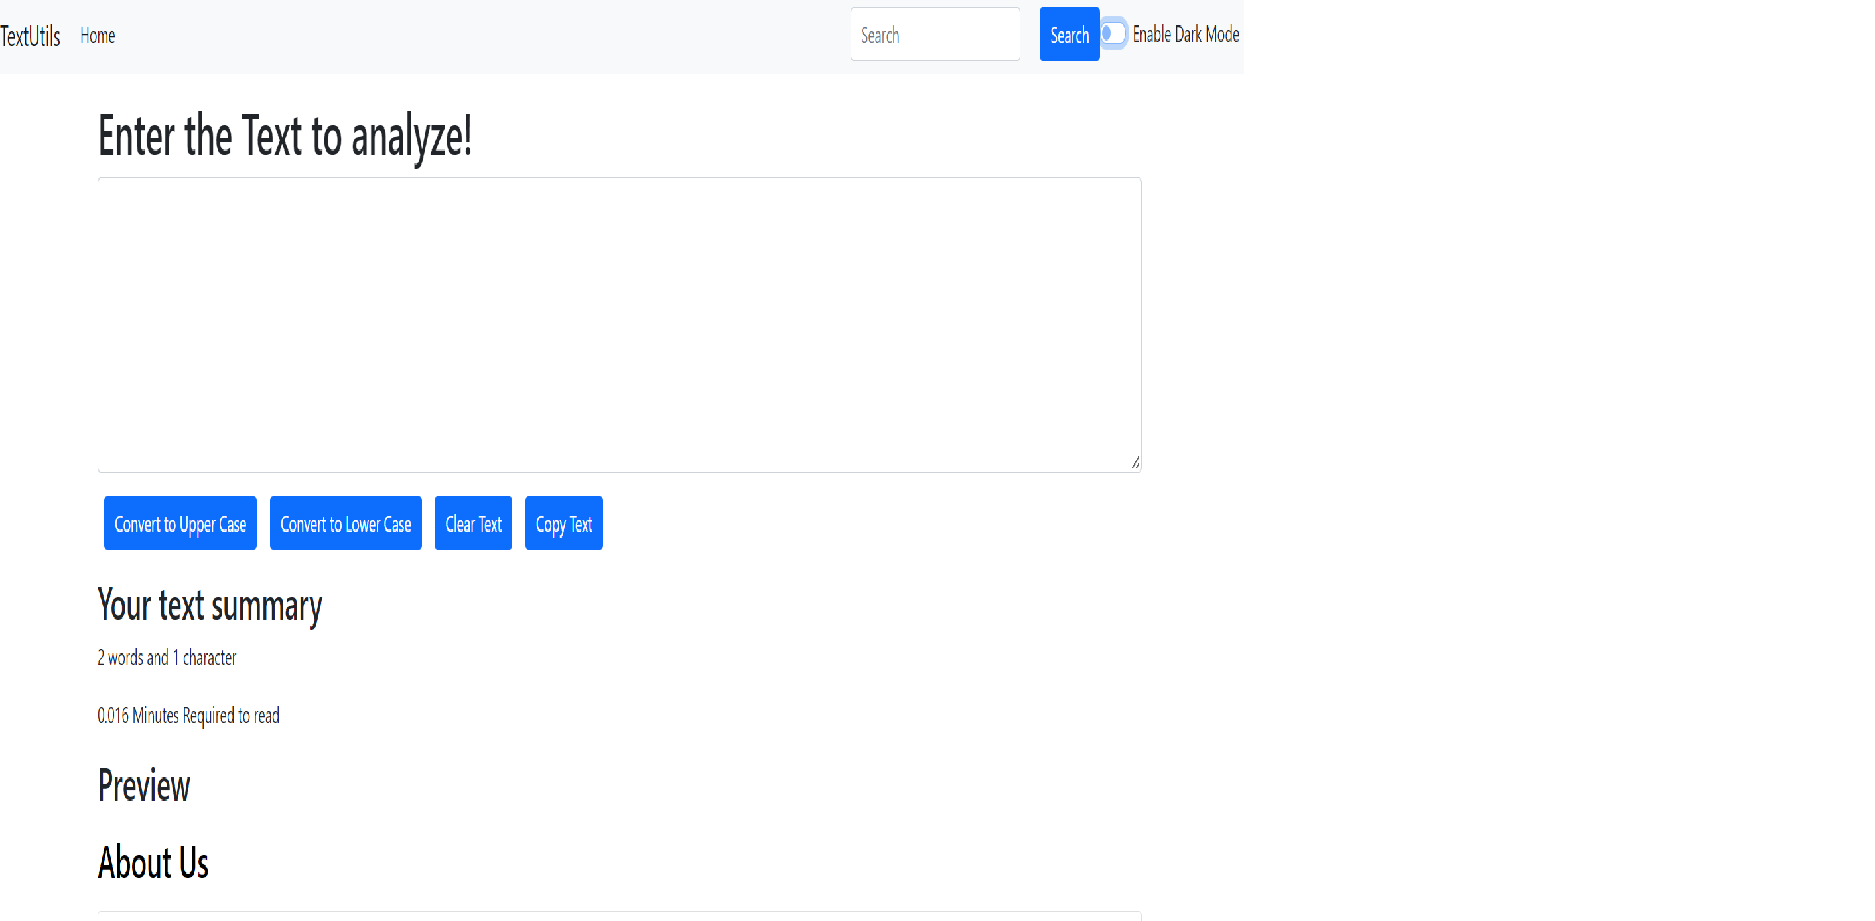 TextUtils Home Search Search Enable Dark Mode
Enter the Text to analyze!
Convert to Upper Case Convert to Lower Case Clear Text Copy Text
Your text summary
2 words and 1 character
0.016 Minutes Required to read
Preview
About Us